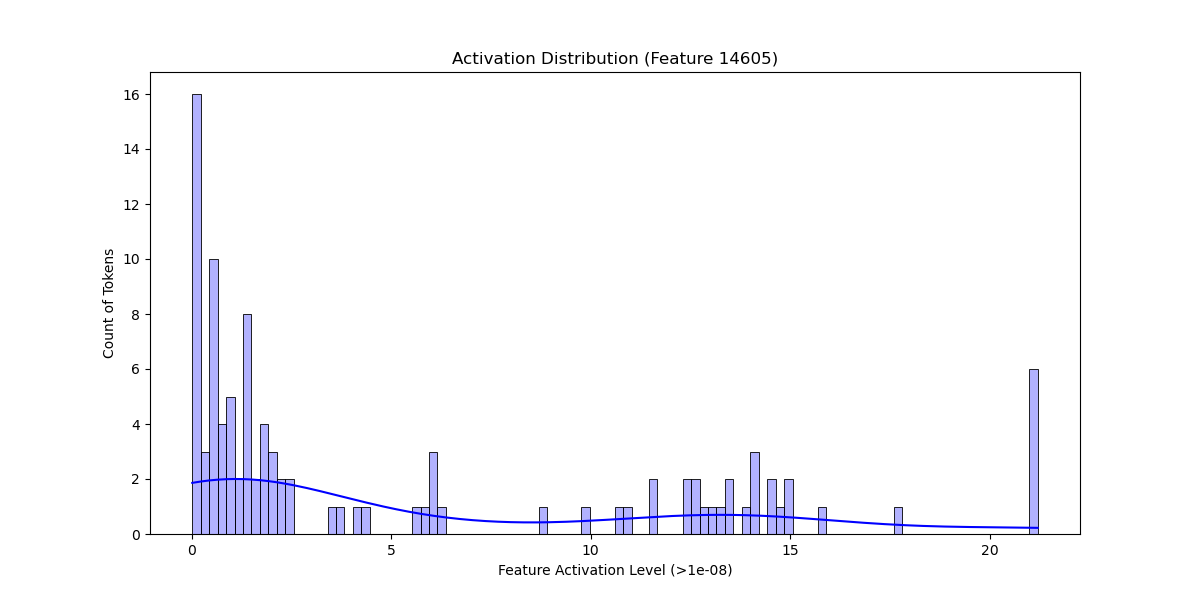 Activation Distribution (Feature 14605)
16
14
12
10
8
6
4
2
0
Count of Tokens
0 5 10 15 20
Feature Activation Level (>1e-08)